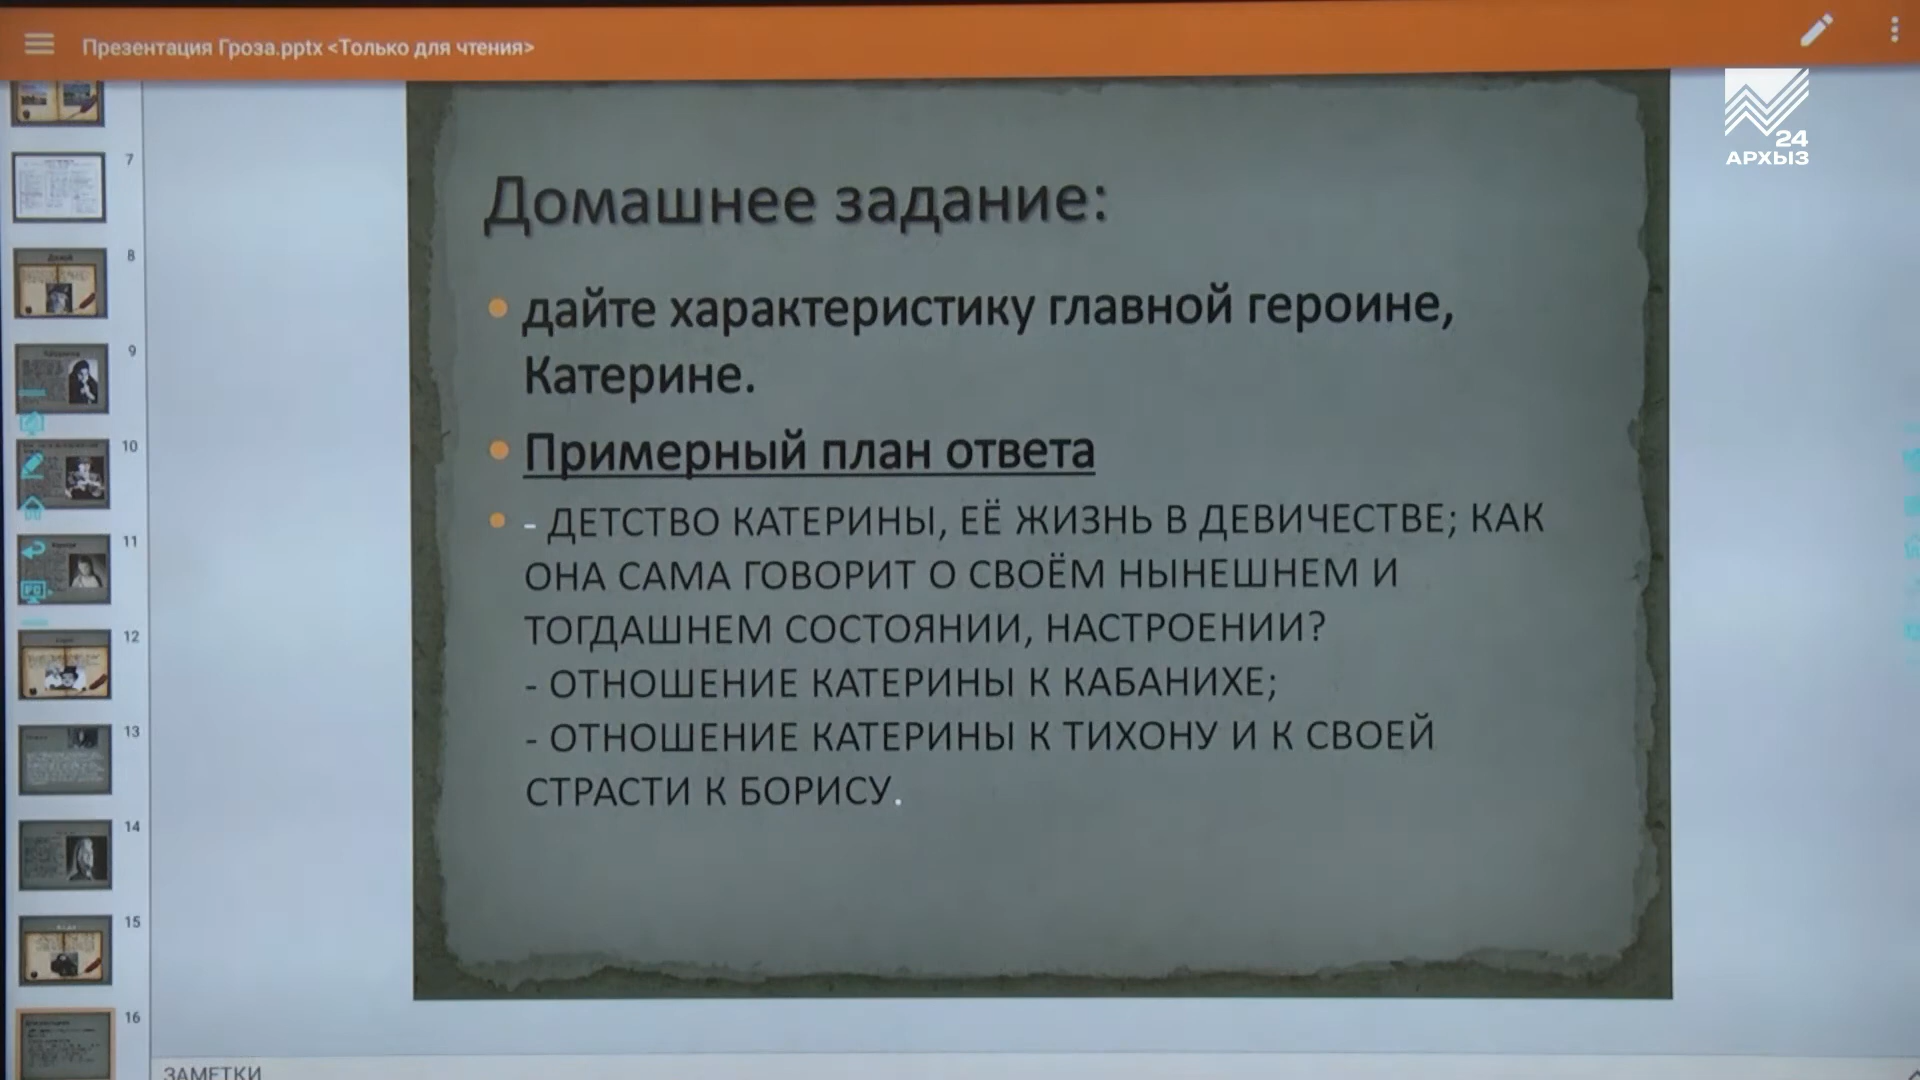 Презентация Гроза.pptx <Только для чтения>
24
АРХЫЗ
7
8
9
10
11
12
13
14
15
16
Домашнее задание:
• дайте характеристику главной героине,
Катерине.
• Примерный план ответа
• - ДЕТСТВО КАТЕРИНЫ, ЕЁ ЖИЗНЬ В ДЕВИЧЕСТВЕ; КАК
ОНА САМА ГОВОРИТ О СВОЁМ НЫНЕШНЕМ И
ТОГДАШНЕМ СОСТОЯНИИ, НАСТРОЕНИИ?
- ОТНОШЕНИЕ КАТЕРИНЫ К КАБАНИХЕ;
- ОТНОШЕНИЕ КАТЕРИНЫ К ТИХОНУ И К СВОЕЙ
СТРАСТИ К БОРИСУ.
ЗАМЕТКИ